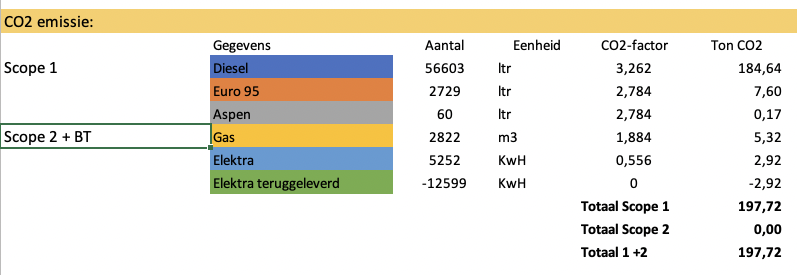 CO2 emissie:
Gegevens Aantal Eenheid CO2-factor Ton CO2
Scope 1 Diesel 56603 ltr 3,262 184,64
Euro 95 2729 ltr 2,784 7,60
Aspen 60 ltr 2,784 0,17
Scope 2 + BT Gas 2822 m3 1,884 5,32
Elektra 5252 KwH 0,556 2,92
Elektra teruggeleverd -12599 KwH 0 -2,92
Totaal Scope 1 197,72
Totaal Scope 2 0,00
Totaal 1 +2 197,72